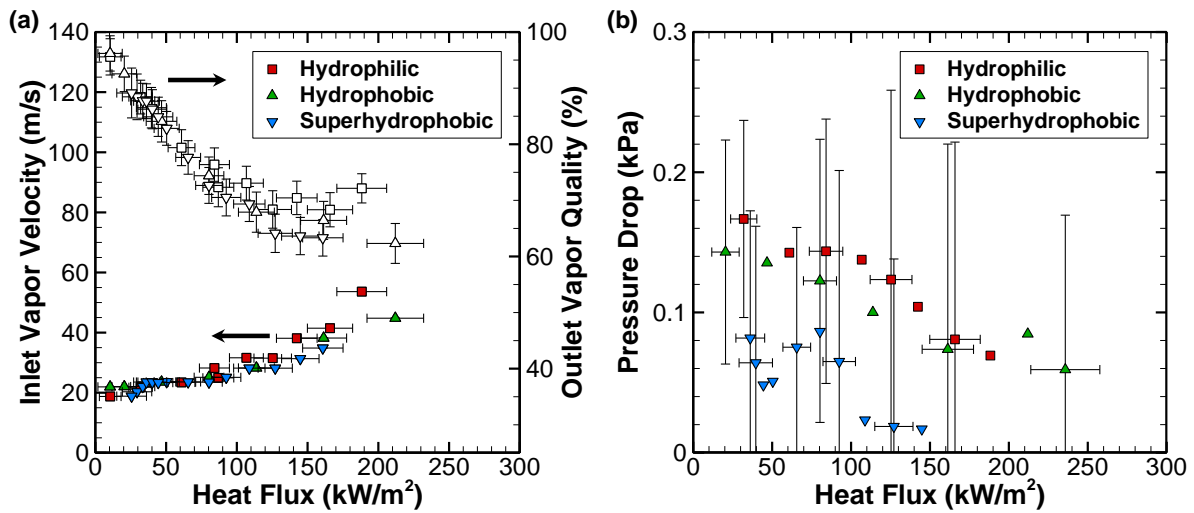 (a)
140
120
100
80
60
40
20
0
Inlet Vapor Velocity (m/s)
Hydrophilic
Hydrophobic
Superhydrophobic
100
80
60
40
Outlet Vapor Quality (%)
0 50 100 150 200 250 300
Heat Flux (kW/m²)
(b)
0.3
0.2
0.1
0
Pressure Drop (kPa)
Hydrophilic
Hydrophobic
Superhydrophobic
0 50 100 150 200 250 300
Heat Flux (kW/m²)